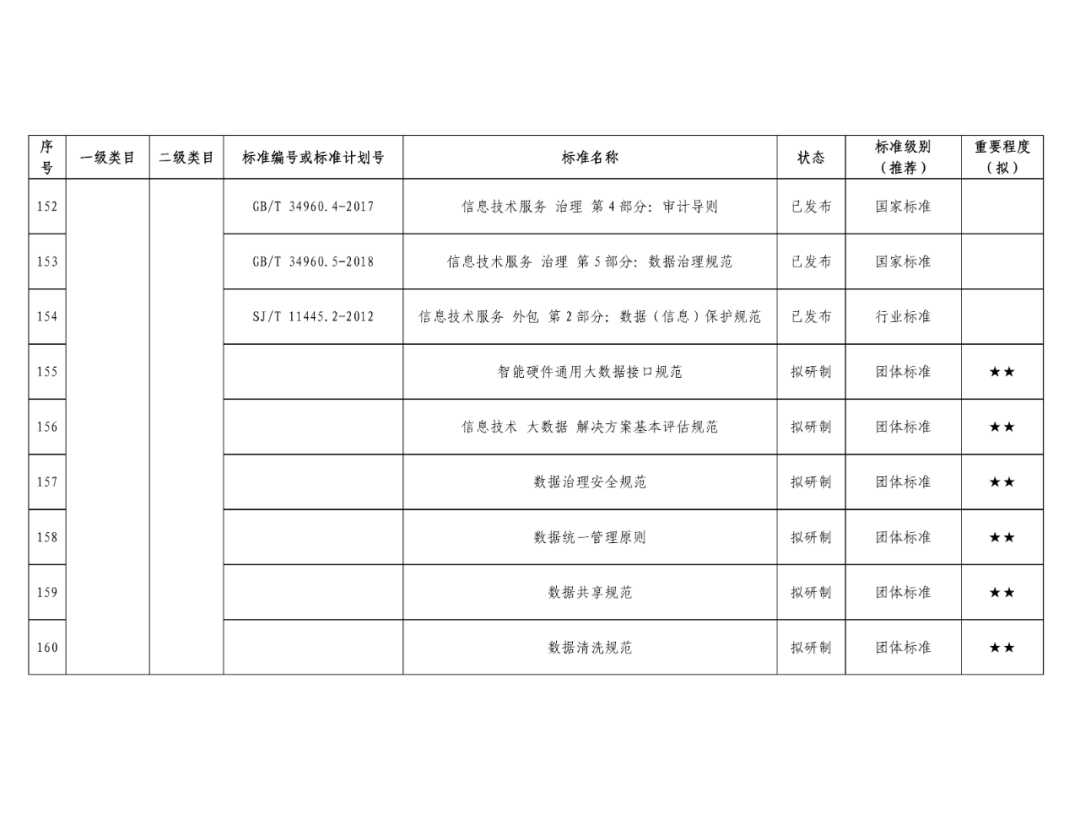 序号 一级类目 二级类目 标准编号或标准计划号 标准名称 状态 标准级别（推荐） 重要程度（拟）
152 GB/T 34960.4-2017 信息技术服务 治理 第4部分：审计导则 已发布 国家标准
153 GB/T 34960.5-2018 信息技术服务 治理 第5部分：数据治理规范 已发布 国家标准
154 SJ/T 11445.2-2012 信息技术服务 外包 第2部分：数据（信息）保护规范 已发布 行业标准
155 智能硬件通用大数据接口规范 拟研制 团体标准 ★★
156 信息技术 大数据 解决方案基本评估规范 拟研制 团体标准 ★★
157 数据治理安全规范 拟研制 团体标准 ★★
158 数据统一管理原则 拟研制 团体标准 ★★
159 数据共享规范 拟研制 团体标准 ★★
160 数据清洗规范 拟研制 团体标准 ★★